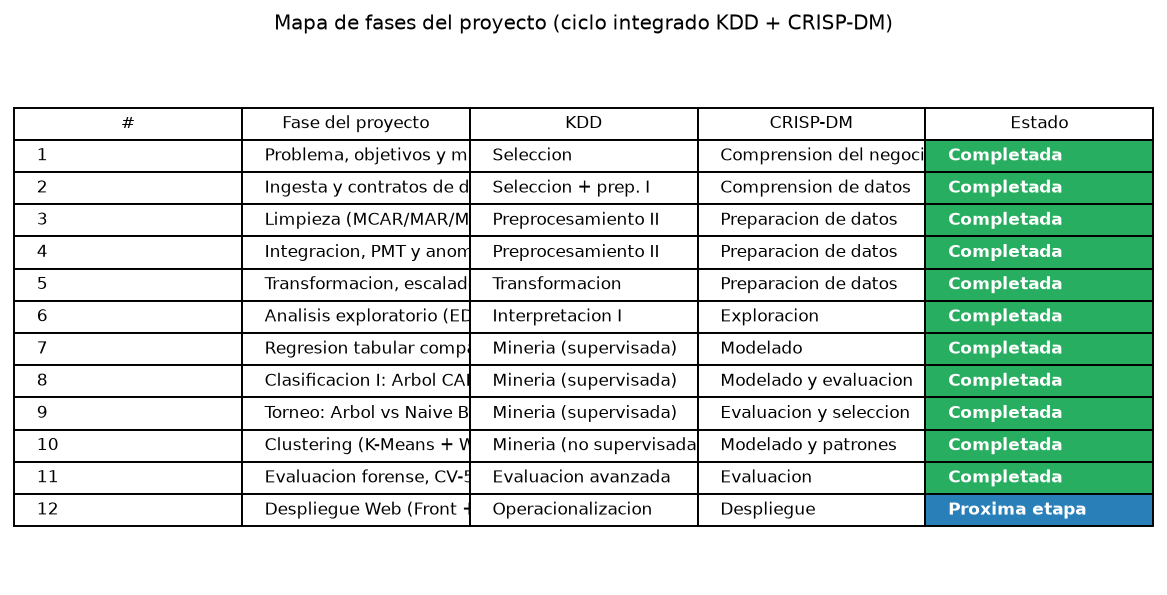 Mapa de fases del proyecto (ciclo integrado KDD + CRISP-DM)
# Fase del proyecto KDD CRISP-DM Estado
1 Problema, objetivos y m Seleccion Comprension del negoci Completada
2 Ingesta y contratos de d Seleccion + prep. I Comprension de datos Completada
3 Limpieza (MCAR/MAR/M Preprocesamiento II Preparacion de datos Completada
4 Integracion, PMT y anom Preprocesamiento II Preparacion de datos Completada
5 Transformacion, escalad Transformacion Preparacion de datos Completada
6 Analisis exploratorio (ED Interpretacion I Exploracion Completada
7 Regresion tabular compa Mineria (supervisada) Modelado Completada
8 Clasificacion I: Arbol CAR Mineria (supervisada) Modelado y evaluacion Completada
9 Torneo: Arbol vs Naive B Mineria (supervisada) Evaluacion y seleccion Completada
10 Clustering (K-Means + W Mineria (no supervisada Modelado y patrones Completada
11 Evaluacion forense, CV-5 Evaluacion avanzada Evaluacion Completada
12 Despliegue Web (Front + Operacionalizacion Despliegue Proxima etapa